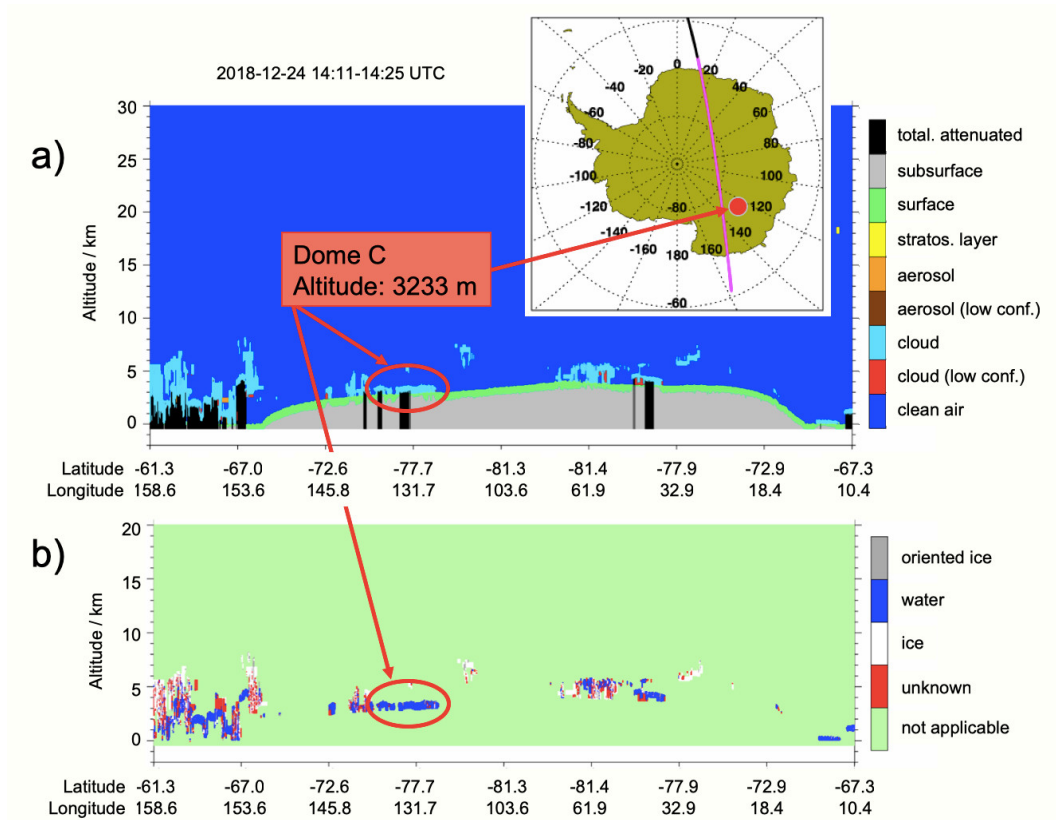 2018-12-24 14:11-14:25 UTC
a)
30
25
20
15
10
5
0
Altitude / km
Dome C
Altitude: 3233 m
0
-20
20
-40
40
-60
60
-80
80
-100
100
-120
-80
120
-140
140
-160
180
160
-60
total. attenuated
subsurface
surface
stratos. layer
aerosol
aerosol (low conf.)
cloud
cloud (low conf.)
clean air
Latitude -61.3 -67.0 -72.6 -77.7 -81.3 -81.4 -77.9 -72.9 -67.3
Longitude 158.6 153.6 145.8 131.7 103.6 61.9 32.9 18.4 10.4
b)
20
15
10
5
0
Altitude / km
oriented ice
water
ice
unknown
not applicable
Latitude -61.3 -67.0 -72.6 -77.7 -81.3 -81.4 -77.9 -72.9 -67.3
Longitude 158.6 153.6 145.8 131.7 103.6 61.9 32.9 18.4 10.4